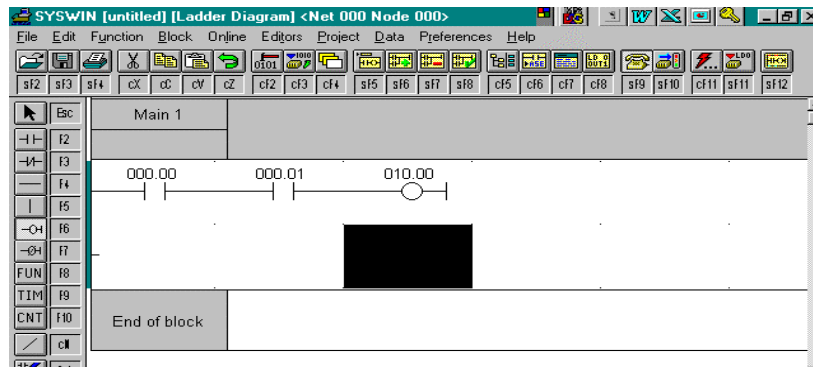 SYSWIN [untitled] [Ladder Diagram] <Net 000 Node 000>
File Edit Function Block Online Editors Project Data Preferences Help
sF2 sF3 sF4 cX cC cV cZ cF2 cF3 cF4 sF5 sF6 sF7 sF8 cF5 cF6 cF7 cF8 sF9 sF10 cF11 sF11 sF12
Esc
F2
F3
F4
F5
F6
F7
FUN F8
TIM F9
CNT F10
Main 1
000.00 000.01 010.00
End of block